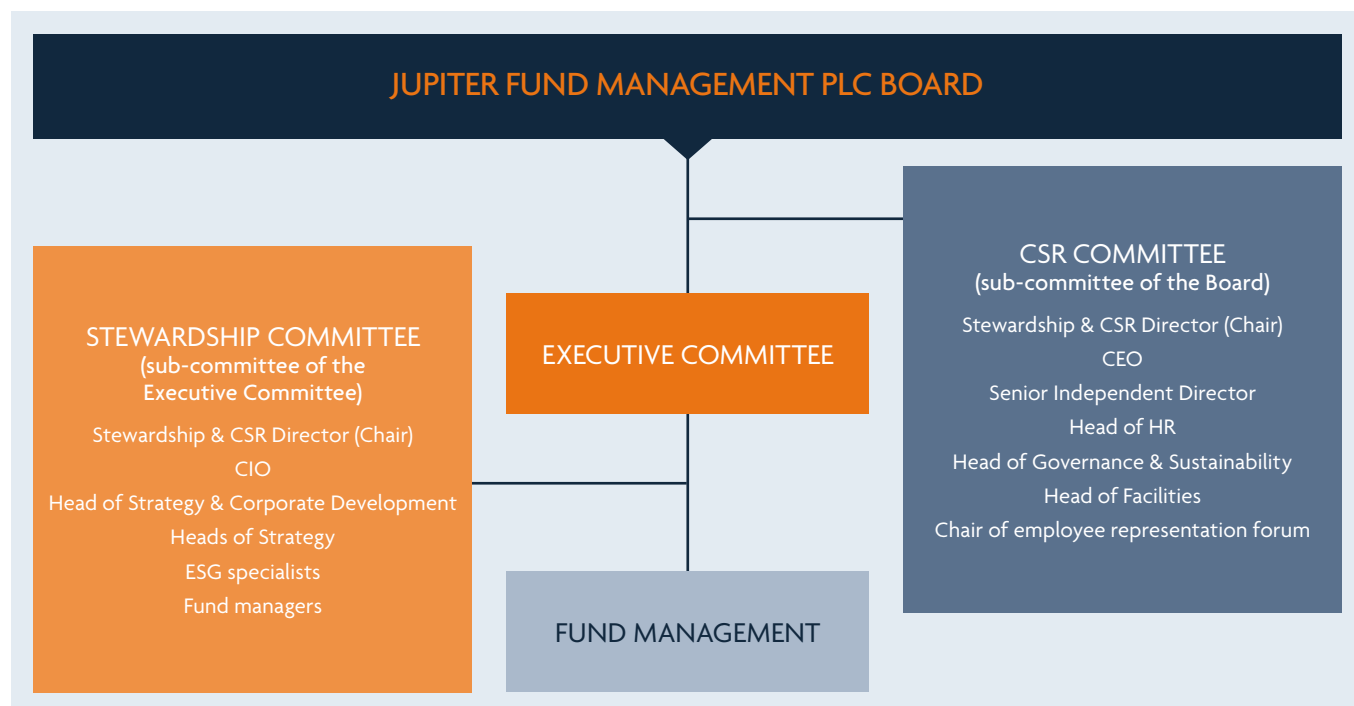 JUPITER FUND MANAGEMENT PLC BOARD
CSR COMMITTEE
(sub-committee of the Board)
Stewardship & CSR Director (Chair)
CEO
Senior Independent Director
Head of HR
Head of Governance & Sustainability
Head of Facilities
Chair of employee representation forum
STEWARDSHIP COMMITTEE
(sub-committee of the
Executive Committee)
Stewardship & CSR Director (Chair)
CIO
Head of Strategy & Corporate Development
Heads of Strategy
ESG specialists
Fund managers
EXECUTIVE COMMITTEE
FUND MANAGEMENT